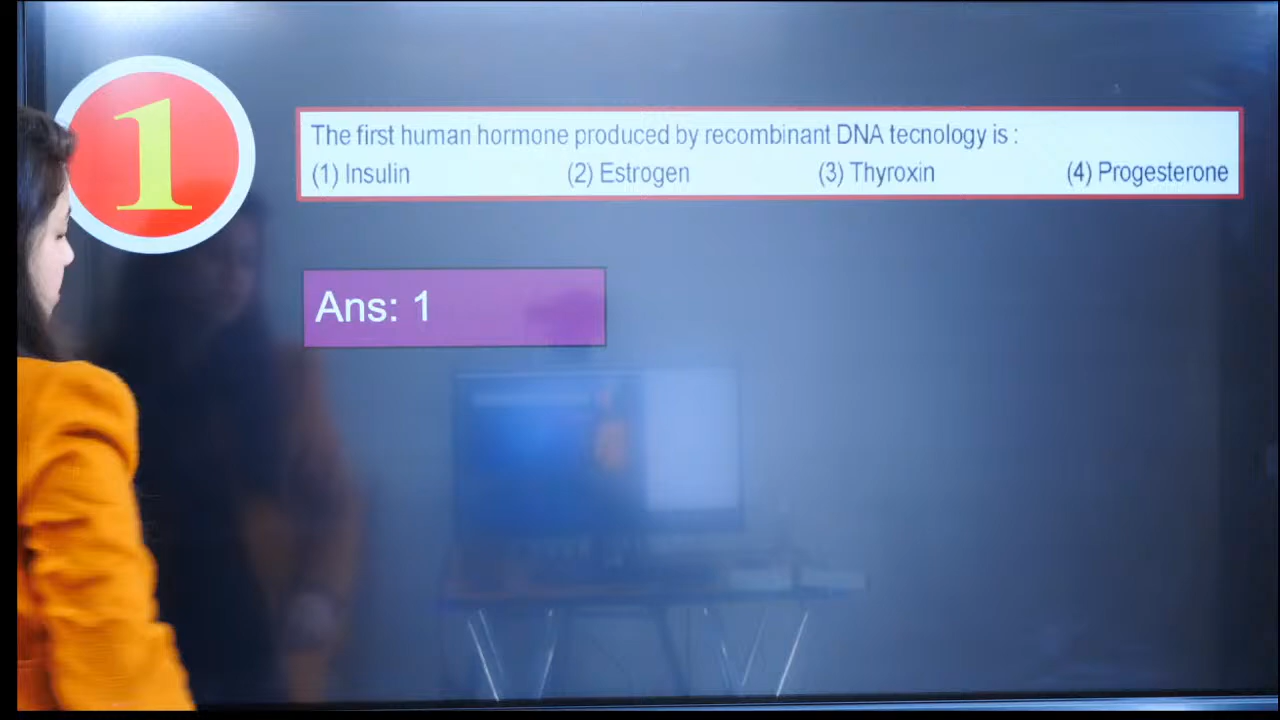 1
The first human hormone produced by recombinant DNA tecnology is :
(1) Insulin (2) Estrogen (3) Thyroxin (4) Progesterone
Ans: 1